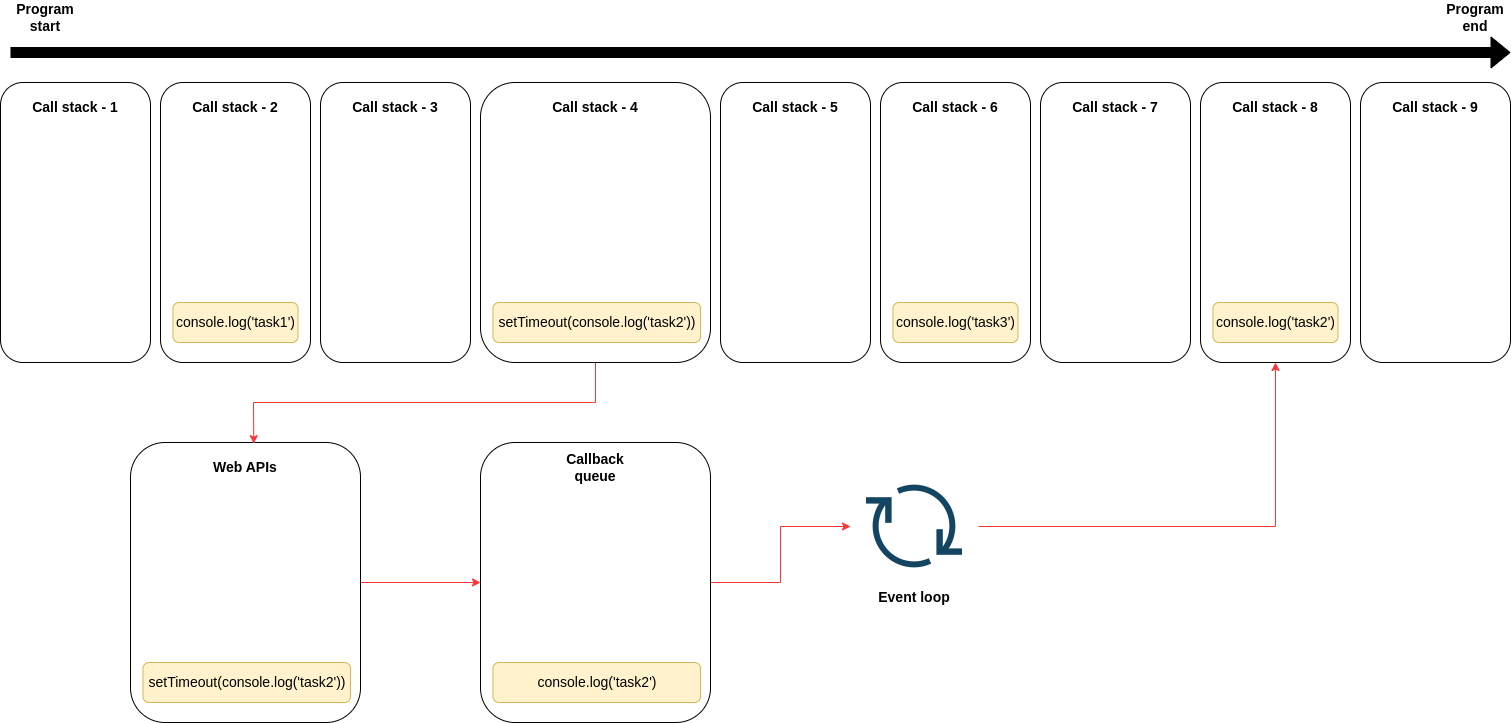 Program
start
Program
end
Call stack - 1
Call stack - 2
Call stack - 3
Call stack - 4
Call stack - 5
Call stack - 6
Call stack - 7
Call stack - 8
Call stack - 9
console.log('task1')
setTimeout(console.log('task2'))
console.log('task3')
console.log('task2')
Web APIs
Callback
queue
Event loop
setTimeout(console.log('task2'))
console.log('task2')